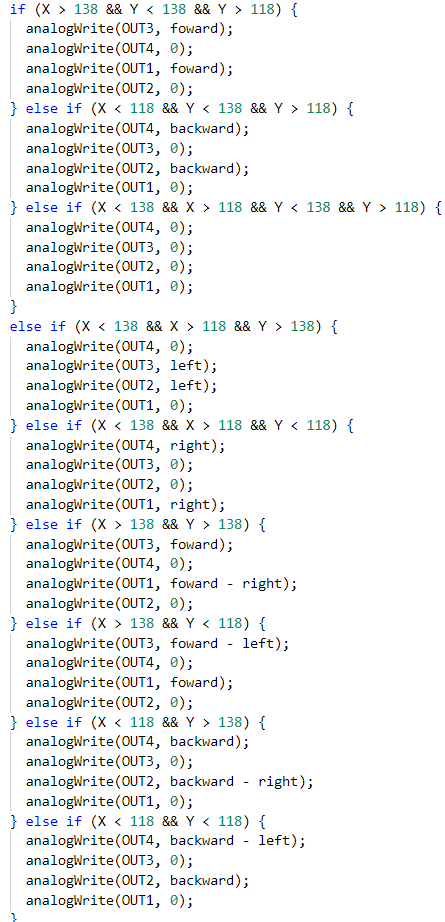 if (X > 138 && Y < 138 && Y > 118) {
analogWrite(OUT3, foward);
analogWrite(OUT4, 0);
analogWrite(OUT1, foward);
analogWrite(OUT2, 0);
} else if (X < 118 && Y < 138 && Y > 118) {
analogWrite(OUT4, backward);
analogWrite(OUT3, 0);
analogWrite(OUT2, backward);
analogWrite(OUT1, 0);
} else if (X < 138 && X > 118 && Y < 138 && Y > 118) {
analogWrite(OUT4, 0);
analogWrite(OUT3, 0);
analogWrite(OUT2, 0);
analogWrite(OUT1, 0);
}
else if (X < 138 && X > 118 && Y > 138) {
analogWrite(OUT4, 0);
analogWrite(OUT3, left);
analogWrite(OUT2, left);
analogWrite(OUT1, 0);
} else if (X < 138 && X > 118 && Y < 118) {
analogWrite(OUT4, right);
analogWrite(OUT3, 0);
analogWrite(OUT2, 0);
analogWrite(OUT1, right);
} else if (X > 138 && Y > 138) {
analogWrite(OUT3, foward);
analogWrite(OUT4, 0);
analogWrite(OUT1, foward - right);
analogWrite(OUT2, 0);
} else if (X > 138 && Y < 118) {
analogWrite(OUT3, foward - left);
analogWrite(OUT4, 0);
analogWrite(OUT1, foward);
analogWrite(OUT2, 0);
} else if (X < 118 && Y > 138) {
analogWrite(OUT4, backward);
analogWrite(OUT3, 0);
analogWrite(OUT2, backward - right);
analogWrite(OUT1, 0);
} else if (X < 118 && Y < 118) {
analogWrite(OUT4, backward - left);
analogWrite(OUT3, 0);
analogWrite(OUT2, backward);
analogWrite(OUT1, 0);
}